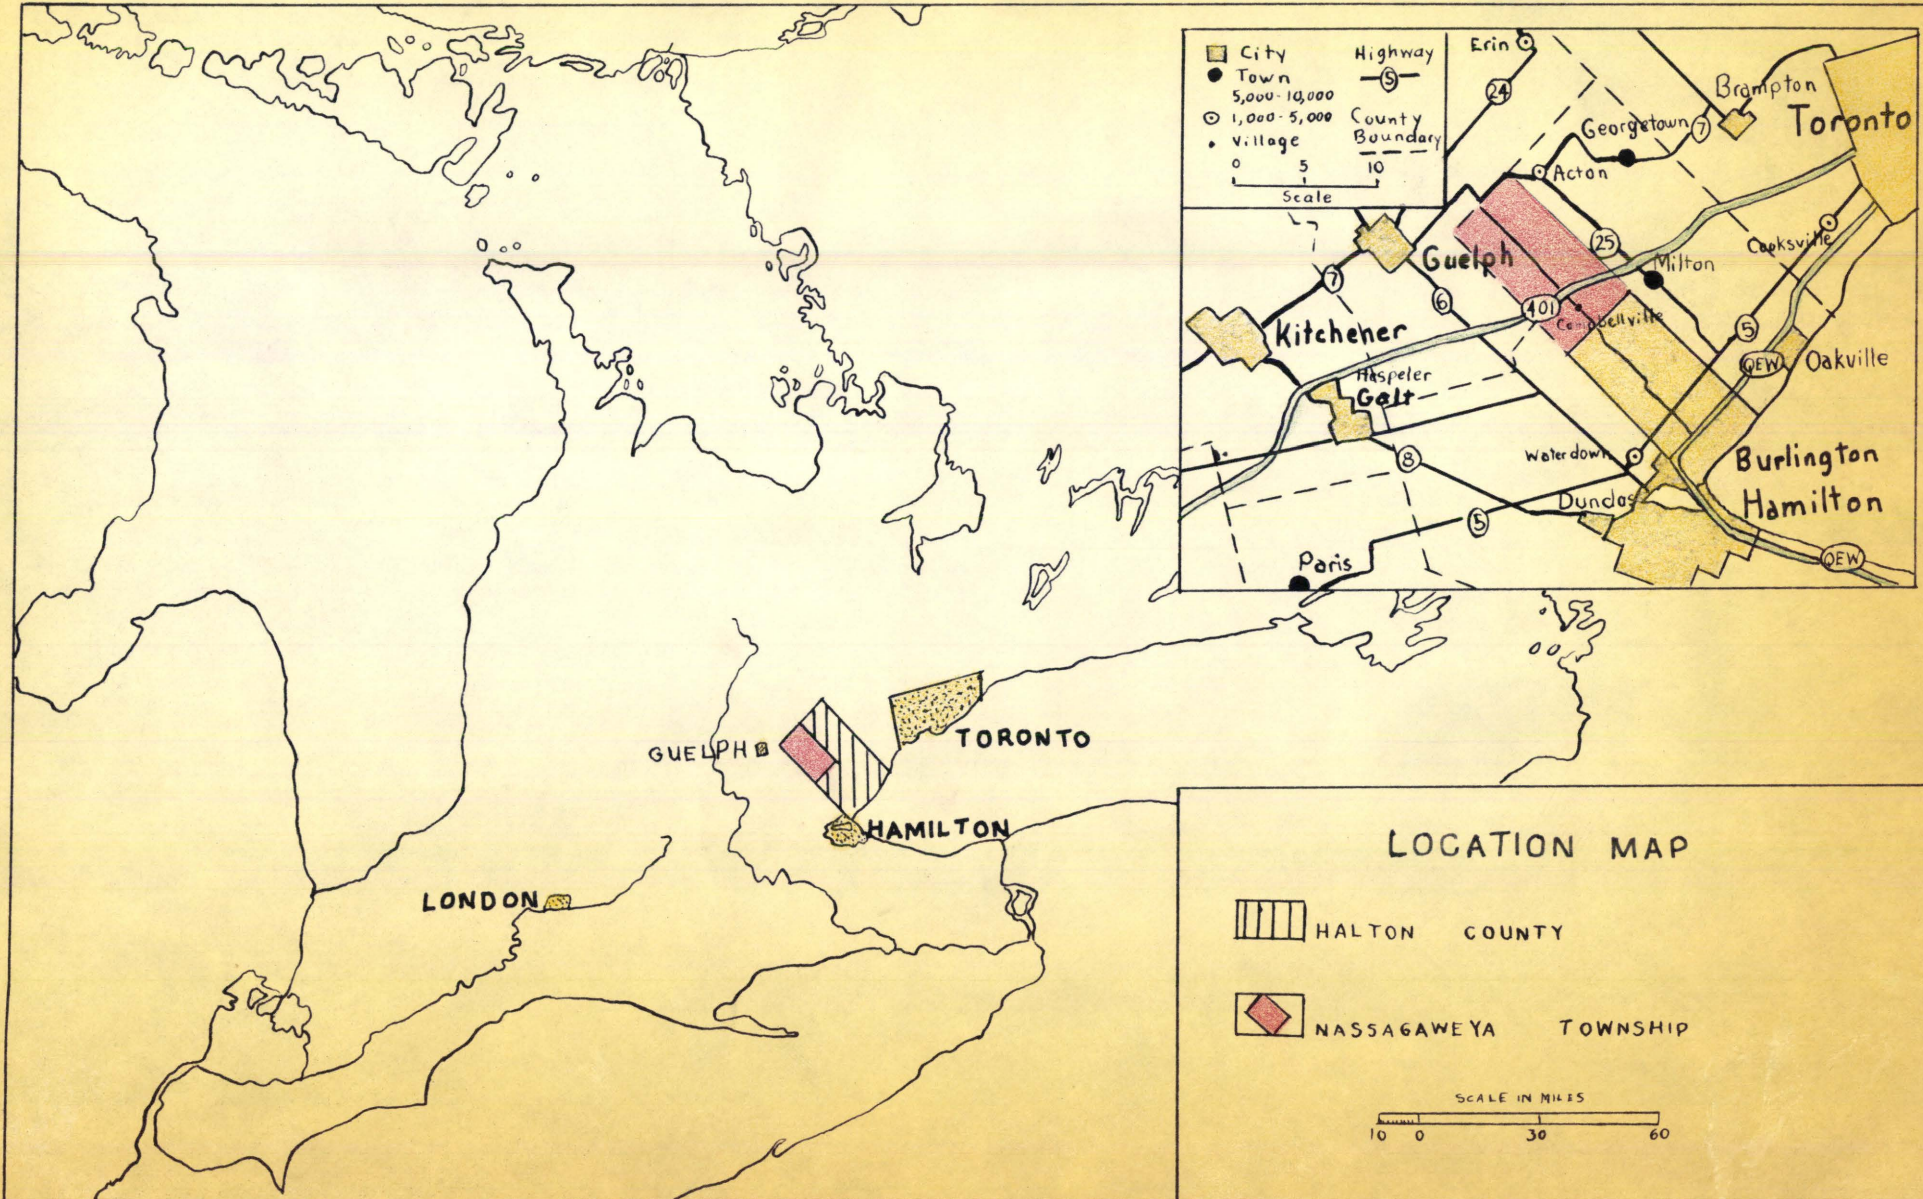 City
Highway
Town
5
5,000-10,000
1,000-5,000
County
Village
Boundary
0 5 10
Scale
Erin
24
Brampton
Toronto
Georgetown
7
Acton
25
Cooksville
Guelph
Milton
7
6
401
Campbellville
Kitchener
5
QEW
Oakville
Hespeler
Galt
Waterdown
Burlington
8
Dundas
Hamilton
5
QEW
Paris
GUELPH
TORONTO
HAMILTON
LONDON
LOCATION MAP
HALTON COUNTY
NASSAGAWEYA TOWNSHIP
SCALE IN MILES
10 0 30 60